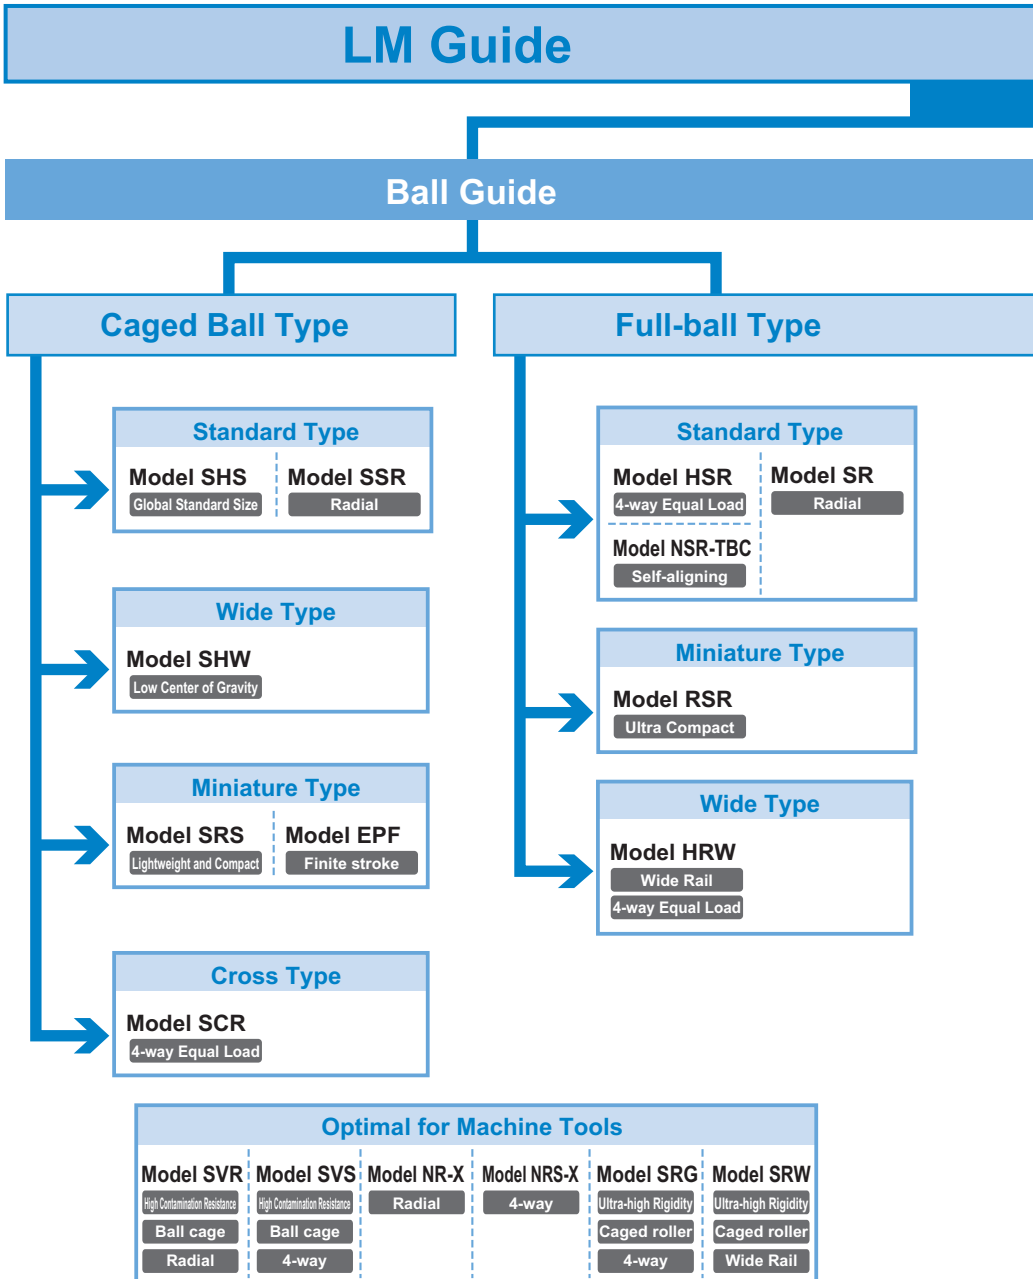 LM Guide
Ball Guide
Caged Ball Type
Standard Type
Model SHS
Global Standard Size
Model SSR
Radial
Wide Type
Model SHW
Low Center of Gravity
Miniature Type
Model SRS
Lightweight and Compact
Model EPF
Finite stroke
Cross Type
Model SCR
4-way Equal Load
Full-ball Type
Standard Type
Model HSR
4-way Equal Load
Model NSR-TBC
Self-aligning
Model SR
Radial
Miniature Type
Model RSR
Ultra Compact
Wide Type
Model HRW
Wide Rail
4-way Equal Load
Optimal for Machine Tools
Model SVR
High Contamination Resistance
Ball cage
Radial
Model SVS
High Contamination Resistance
Ball cage
4-way
Model NR-X
Radial
Model NRS-X
4-way
Model SRG
Ultra-high Rigidity
Caged roller
4-way
Model SRW
Ultra-high Rigidity
Caged roller
Wide Rail